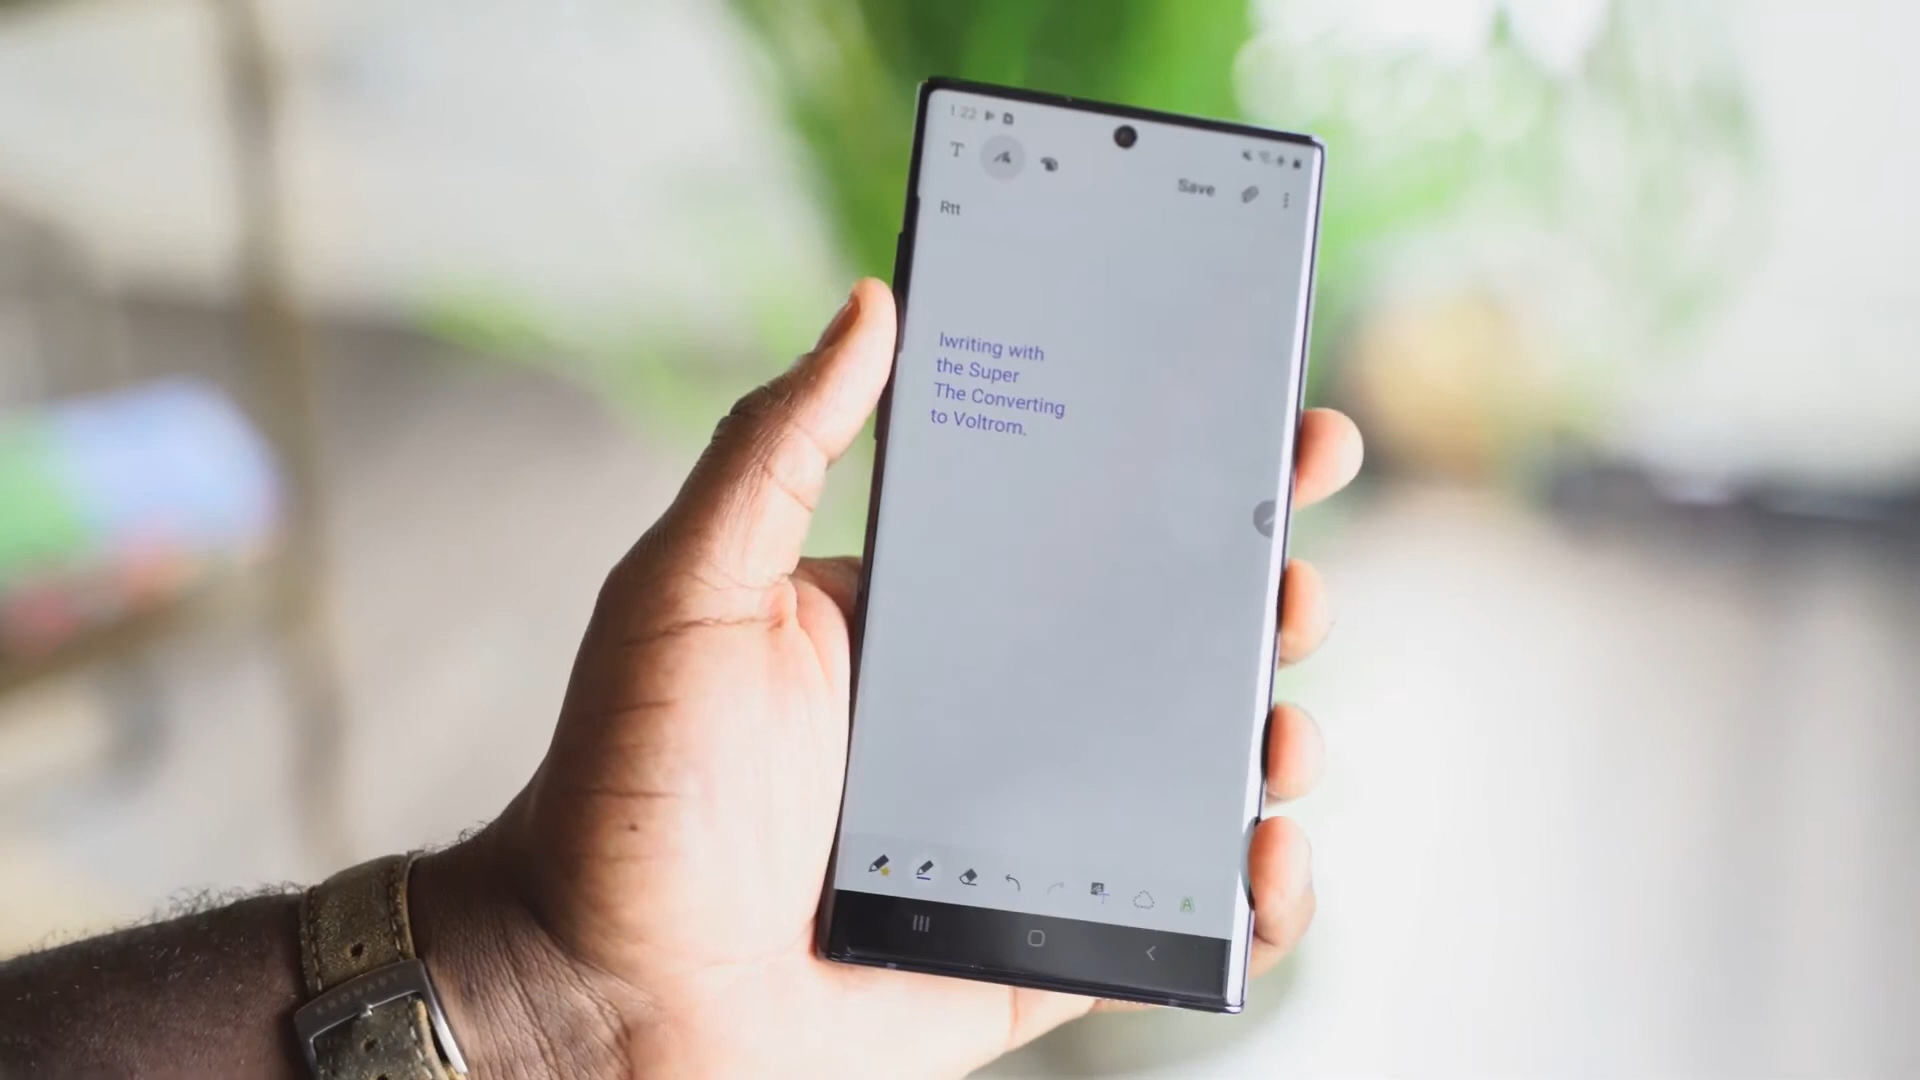 1:22
T
Save
Rtt
Iwriting with
the Super
The Converting
to Voltrom.
A